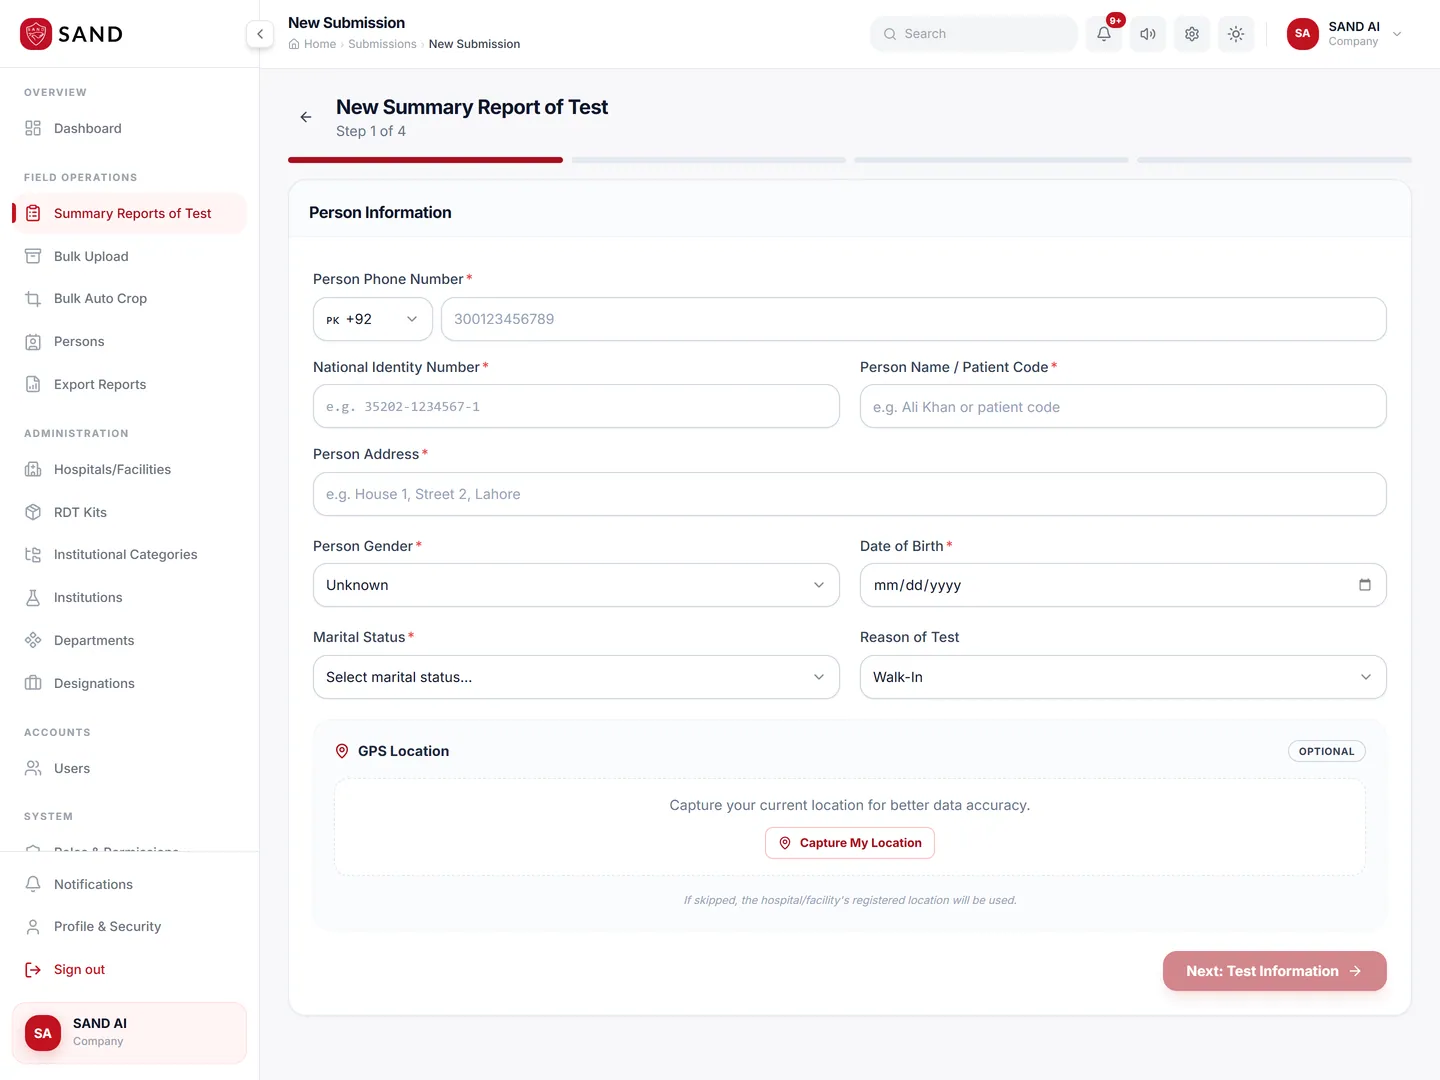 SAND
OVERVIEW
Dashboard
FIELD OPERATIONS
Summary Reports of Test
Bulk Upload
Bulk Auto Crop
Persons
Export Reports
ADMINISTRATION
Hospitals/Facilities
RDT Kits
Institutional Categories
Institutions
Departments
Designations
ACCOUNTS
Users
SYSTEM
Roles & Permissions
Notifications
Profile & Security
Sign out
SA
SAND AI
Company
New Submission
Home › Submissions › New Submission
Search
9+
SA
SAND AI
Company
New Summary Report of Test
Step 1 of 4
Person Information
Person Phone Number*
PK +92
300123456789
National Identity Number*
e.g. 35202-1234567-1
Person Name / Patient Code*
e.g. Ali Khan or patient code
Person Address*
e.g. House 1, Street 2, Lahore
Person Gender*
Unknown
Date of Birth*
mm/dd/yyyy
Marital Status*
Select marital status...
Reason of Test
Walk-In
GPS Location
OPTIONAL
Capture your current location for better data accuracy.
Capture My Location
If skipped, the hospital/facility's registered location will be used.
Next: Test Information